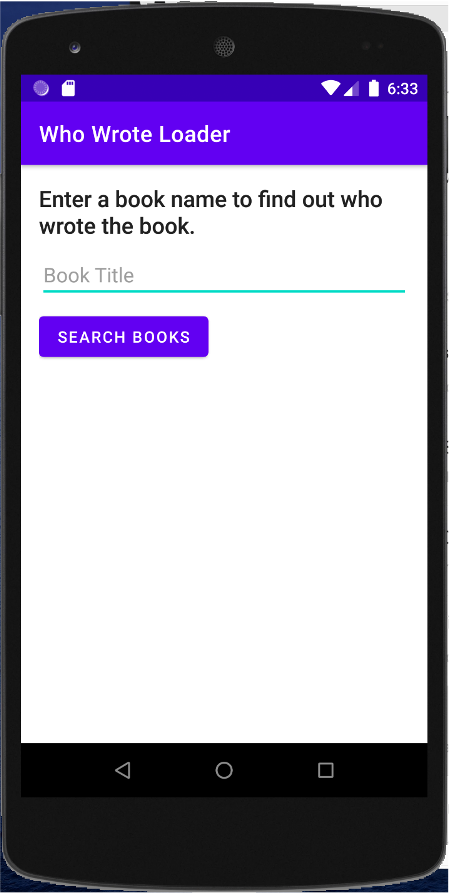 6:33
Who Wrote Loader
Enter a book name to find out who
wrote the book.
Book Title
SEARCH BOOKS